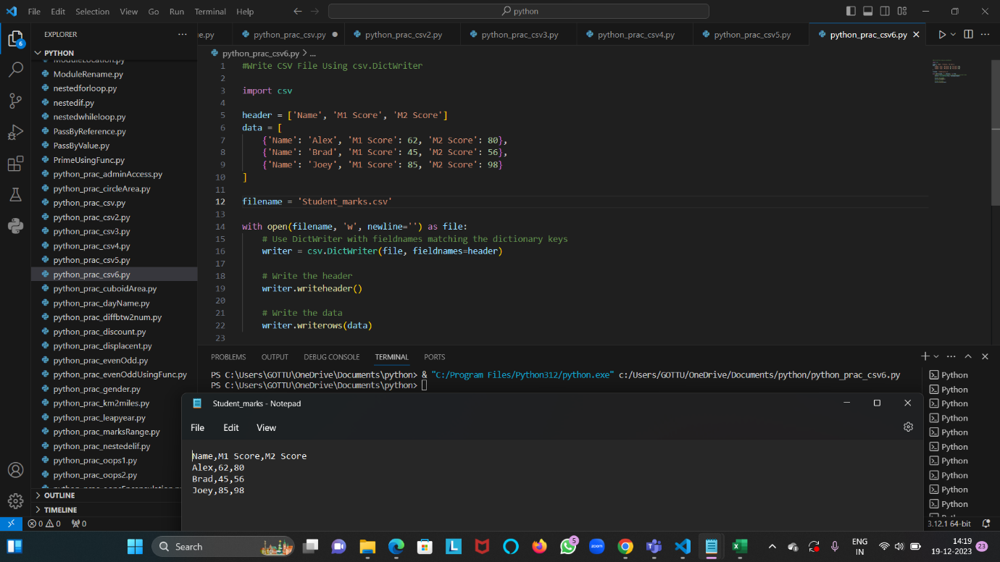 File Edit Selection View Go Run Terminal Help
python
EXPLORER
PYTHON
ModuleLocation.py
ModuleRename.py
nestedforloop.py
nestedif.py
nestedwhileloop.py
PassByReference.py
PassByValue.py
PrimeUsingFunc.py
python_prac_adminAccess.py
python_prac_circleArea.py
python_prac_csv.py
python_prac_csv2.py
python_prac_csv3.py
python_prac_csv4.py
python_prac_csv5.py
python_prac_csv6.py
python_prac_cuboidArea.py
python_prac_dayName.py
python_prac_diffbtw2num.py
python_prac_discount.py
python_prac_displacent.py
python_prac_evenOdd.py
python_prac_evenOddUsingFunc.py
python_prac_gender.py
python_prac_km2miles.py
python_prac_leapyear.py
python_prac_marksRange.py
python_prac_nestedelif.py
python_prac_oops1.py
python_prac_oops2.py
OUTLINE
TIMELINE
e.py python_prac_csv.py python_prac_csv2.py python_prac_csv3.py python_prac_csv4.py python_prac_csv5.py python_prac_csv6.py
python_prac_csv6.py > ...
1 #Write CSV File Using csv.DictWriter
2
3 import csv
4
5 header = ['Name', 'M1 Score', 'M2 Score']
6 data = [
7 {'Name': 'Alex', 'M1 Score': 62, 'M2 Score': 80},
8 {'Name': 'Brad', 'M1 Score': 45, 'M2 Score': 56},
9 {'Name': 'Joey', 'M1 Score': 85, 'M2 Score': 98}
10 ]
11
12 filename = 'Student_marks.csv'
13
14 with open(filename, 'w', newline='') as file:
15 # Use DictWriter with fieldnames matching the dictionary keys
16 writer = csv.DictWriter(file, fieldnames=header)
17
18 # Write the header
19 writer.writeheader()
20
21 # Write the data
22 writer.writerows(data)
23
PROBLEMS OUTPUT DEBUG CONSOLE TERMINAL PORTS
PS C:\Users\GOTTU\OneDrive\Documents\python> & "C:/Program Files/Python312/python.exe" c:/Users/GOTTU/OneDrive/Documents/python/python_prac_csv6.py
PS C:\Users\GOTTU\OneDrive\Documents\python>
Python
Python
Python
Python
Python
Python
Python
Python
Python
Python
Student_marks - Notepad
File Edit View
Name,M1 Score,M2 Score
Alex,62,80
Brad,45,56
Joey,85,98
6
0 0 0
3.12.1 64-bit
Search
5
zoom
ENG
IN
14:19
19-12-2023
23